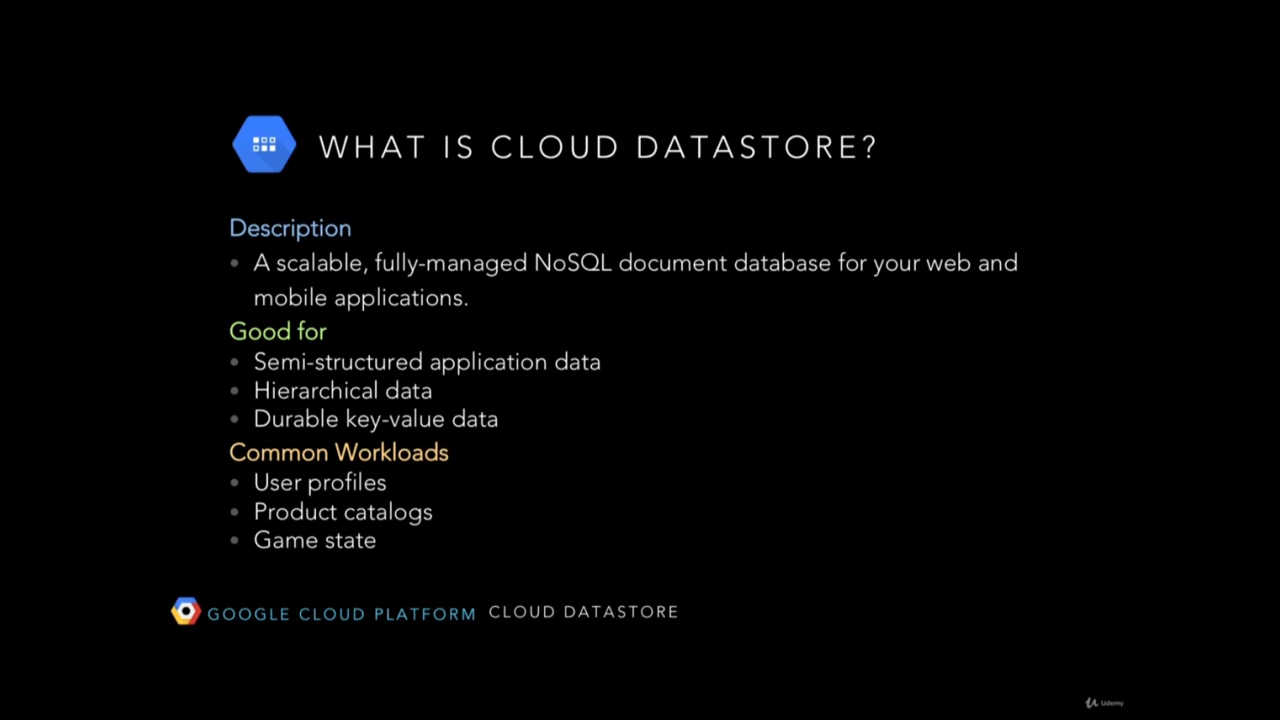 WHAT IS CLOUD DATASTORE?
Description
• A scalable, fully-managed NoSQL document database for your web and
mobile applications.
Good for
• Semi-structured application data
• Hierarchical data
• Durable key-value data
Common Workloads
• User profiles
• Product catalogs
• Game state
GOOGLE CLOUD PLATFORM CLOUD DATASTORE
Udemy